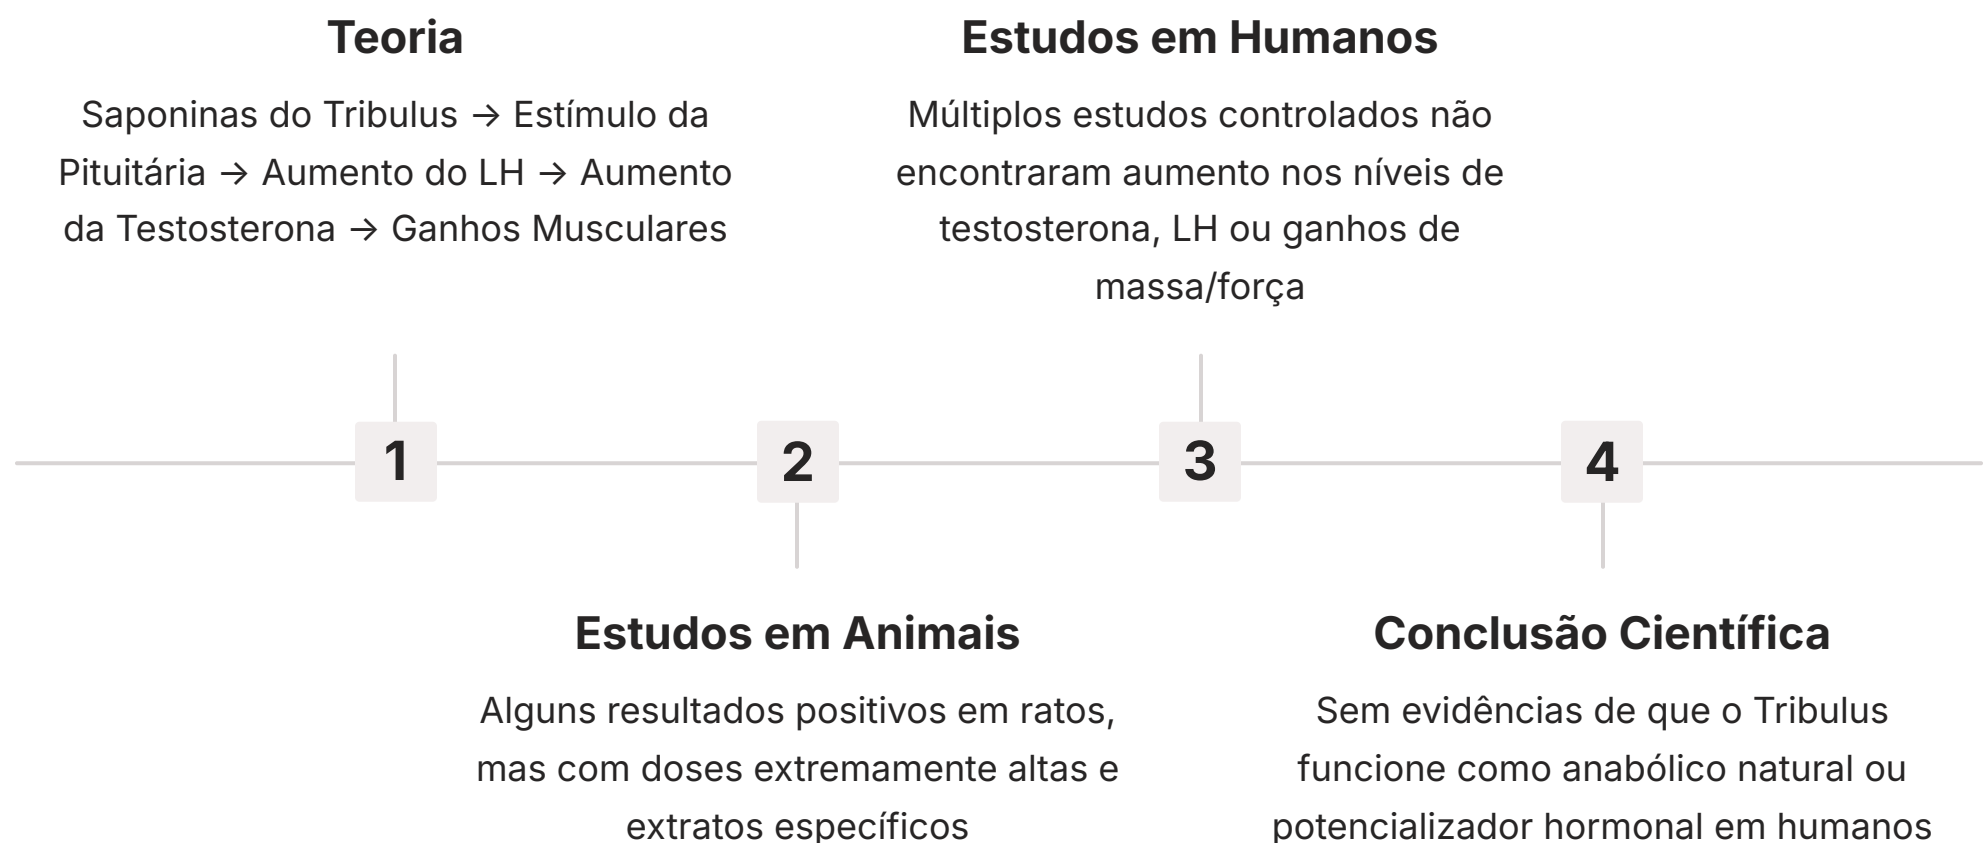 Teoria
Saponinas do Tribulus → Estímulo da
Pituitária → Aumento do LH → Aumento
da Testosterona → Ganhos Musculares
Estudos em Humanos
Múltiplos estudos controlados não
encontraram aumento nos níveis de
testosterona, LH ou ganhos de
massa/força
1
2
3
4
Estudos em Animais
Alguns resultados positivos em ratos,
mas com doses extremamente altas e
extratos específicos
Conclusão Científica
Sem evidências de que o Tribulus
funcione como anabólico natural ou
potencializador hormonal em humanos